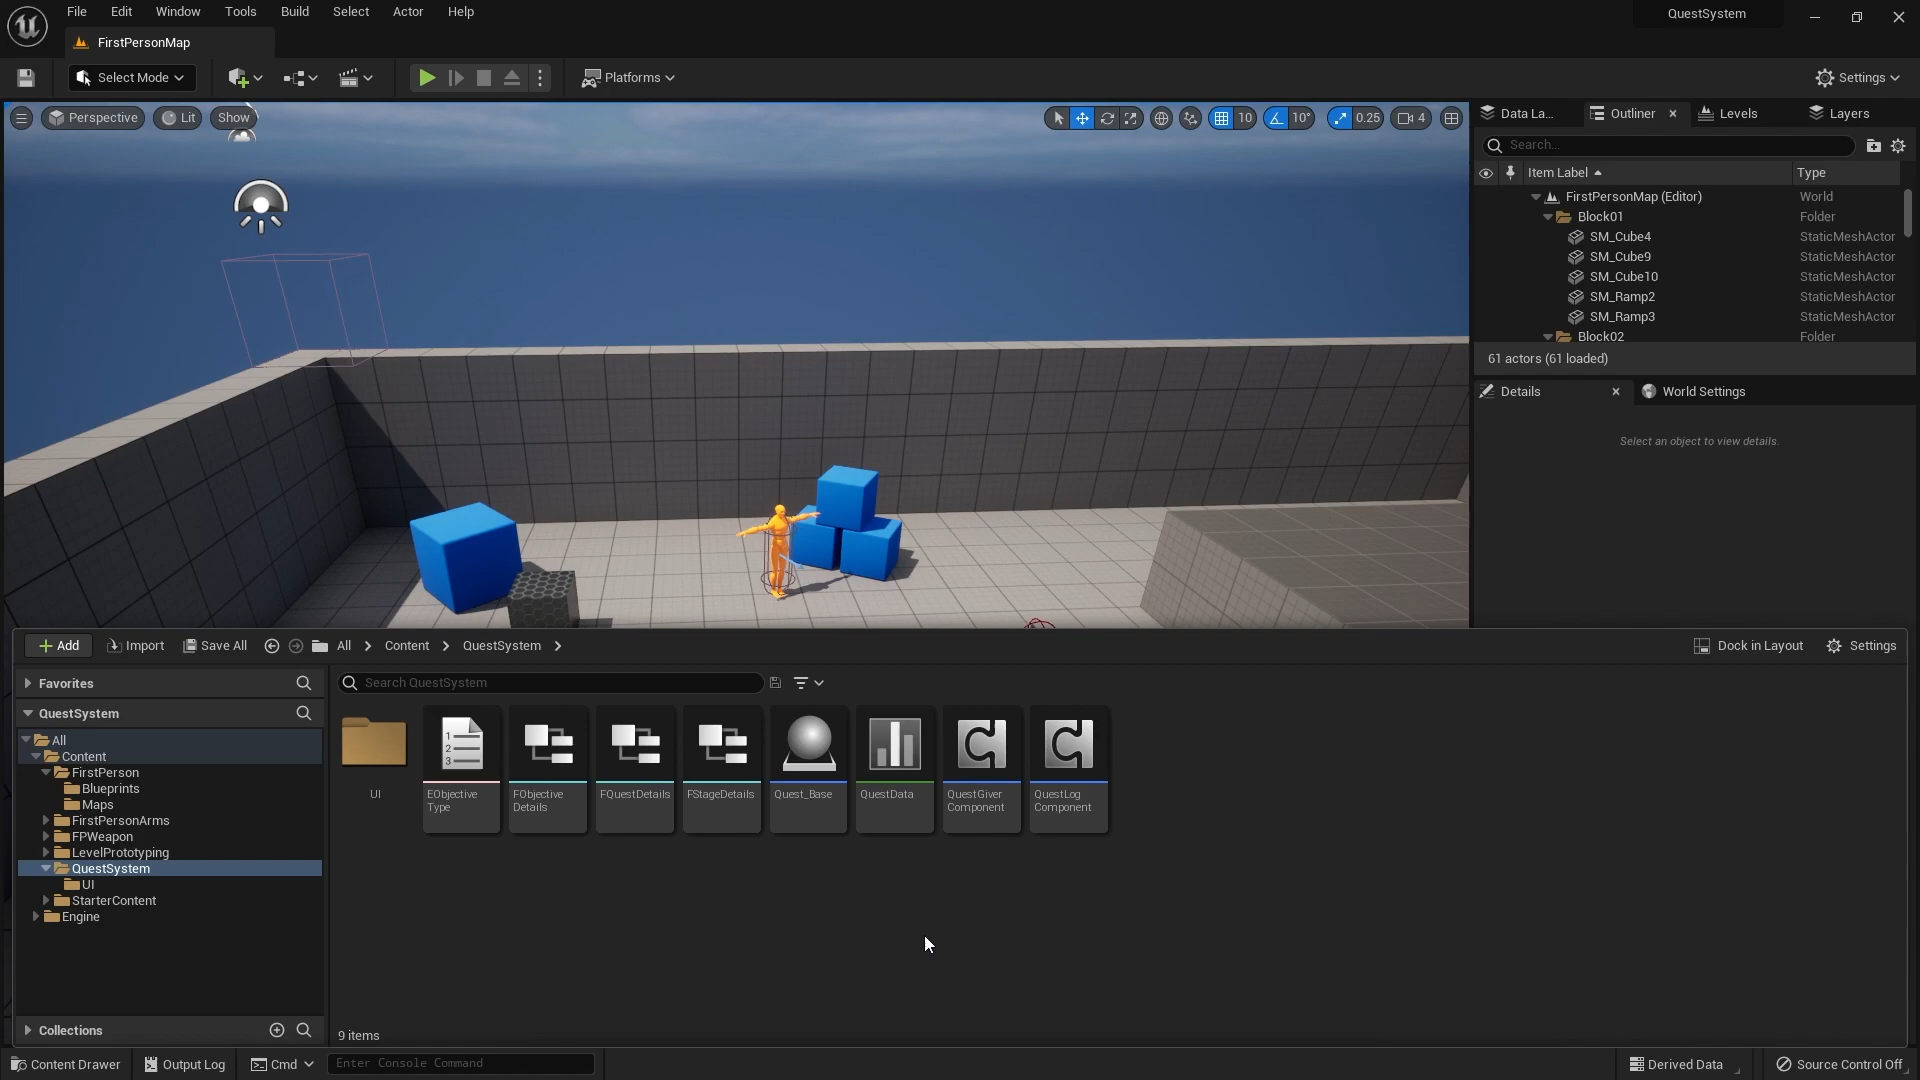 File Edit Window Tools Build Select Actor Help
QuestSystem
FirstPersonMap
Select Mode
Platforms
Settings
Perspective
Lit
Show
10
10°
0.25
4
Data La...
Outliner
Levels
Layers
Search...
Item Label
Type
FirstPersonMap (Editor) World
Block01 Folder
SM_Cube4 StaticMeshActor
SM_Cube9 StaticMeshActor
SM_Cube10 StaticMeshActor
SM_Ramp2 StaticMeshActor
SM_Ramp3 StaticMeshActor
Block02 Folder
61 actors (61 loaded)
Details
World Settings
Select an object to view details.
Add
Import
Save All
All
Content
QuestSystem
Dock in Layout
Settings
Favorites
QuestSystem
All
Content
FirstPerson
Blueprints
Maps
FirstPersonArms
FPWeapon
LevelPrototyping
QuestSystem
UI
StarterContent
Engine
Collections
Search QuestSystem
UI
EObjective
Type
FObjective
Details
FQuestDetails
FStageDetails
Quest_Base
QuestData
QuestGiver
Component
QuestLog
Component
9 items
Content Drawer
Output Log
Cmd
Enter Console Command
Derived Data
Source Control Off